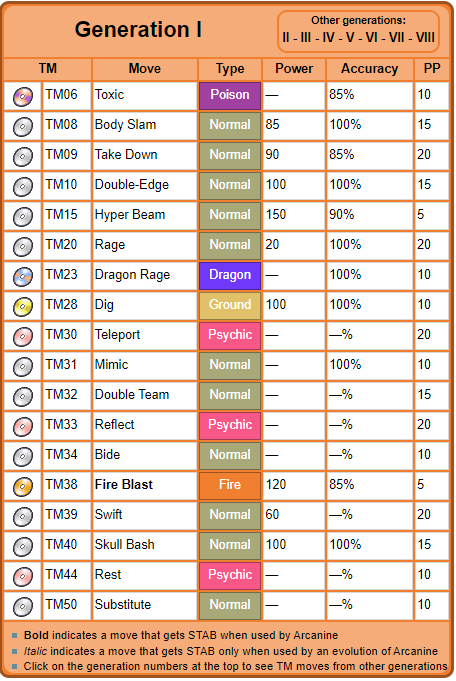 Generation I
Other generations:
II - III - IV - V - VI - VII - VIII
TM Move Type Power Accuracy PP
TM06 Toxic Poison — 85% 10
TM08 Body Slam Normal 85 100% 15
TM09 Take Down Normal 90 85% 20
TM10 Double-Edge Normal 100 100% 15
TM15 Hyper Beam Normal 150 90% 5
TM20 Rage Normal 20 100% 20
TM23 Dragon Rage Dragon — 100% 10
TM28 Dig Ground 100 100% 10
TM30 Teleport Psychic — —% 20
TM31 Mimic Normal — 100% 10
TM32 Double Team Normal — —% 15
TM33 Reflect Psychic — —% 20
TM34 Bide Normal — —% 10
TM38 Fire Blast Fire 120 85% 5
TM39 Swift Normal 60 —% 20
TM40 Skull Bash Normal 100 100% 15
TM44 Rest Psychic — —% 10
TM50 Substitute Normal — —% 10
Bold indicates a move that gets STAB when used by Arcanine
Italic indicates a move that gets STAB only when used by an evolution of Arcanine
Click on the generation numbers at the top to see TM moves from other generations